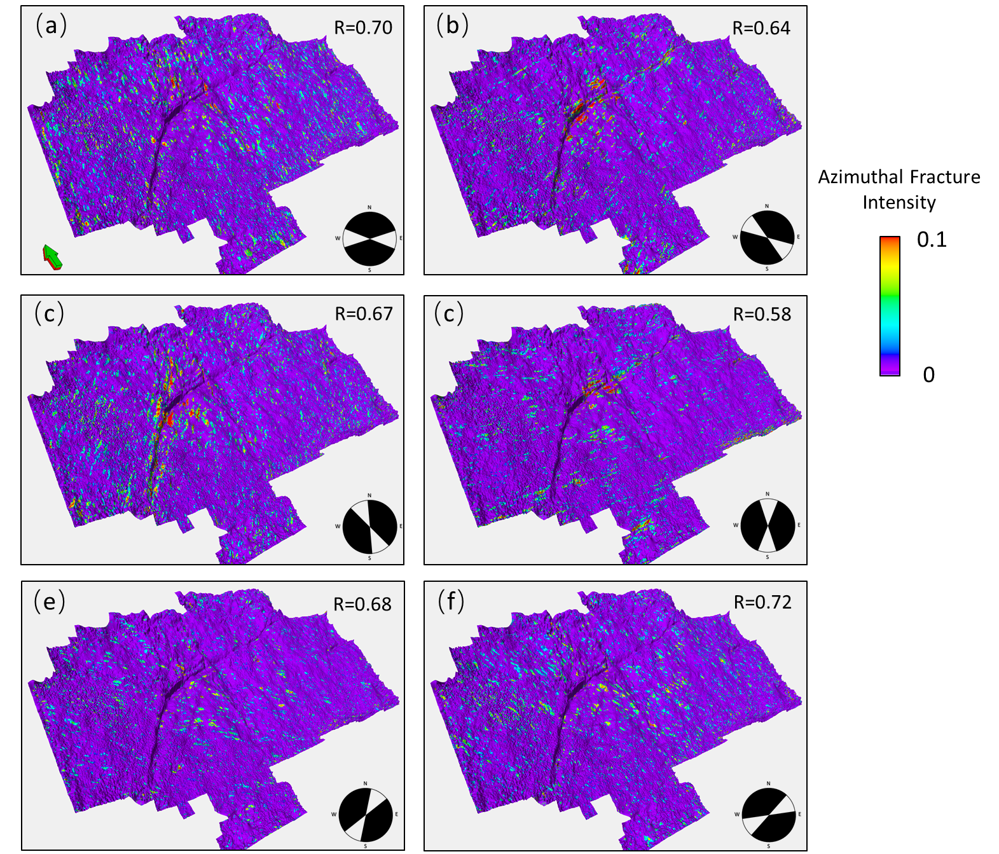 (a)
R=0.70
N
W
E
S
(b)
R=0.64
N
W
E
S
Azimuthal Fracture
Intensity
0.1
0
(c)
R=0.67
N
W
E
S
(c)
R=0.58
N
W
E
S
(e)
R=0.68
N
W
E
S
(f)
R=0.72
N
W
E
S